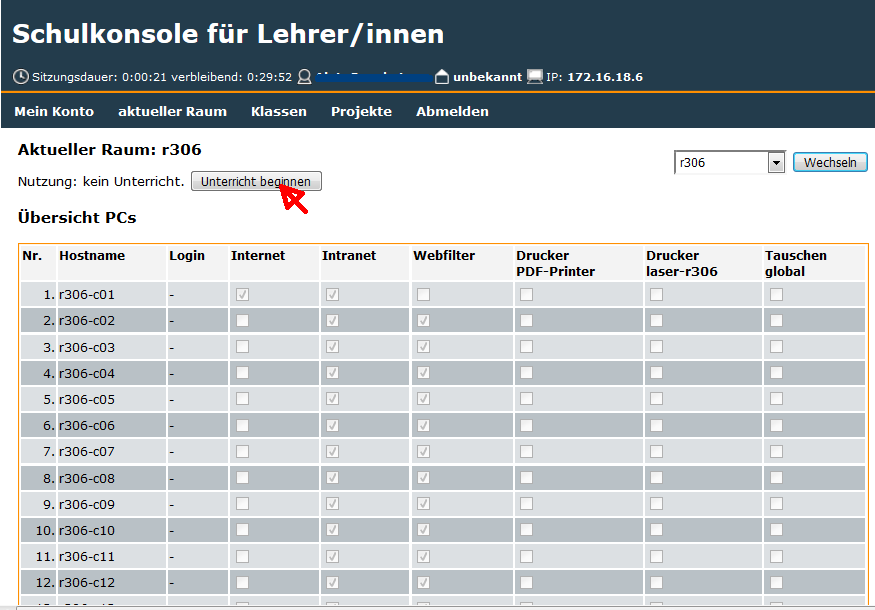 Schulkonsole für Lehrer/innen
Sitzungsdauer: 0:00:21 verbleibend: 0:29:52 unbekannt IP: 172.16.18.6
Mein Konto aktueller Raum Klassen Projekte Abmelden
Aktueller Raum: r306
r306 Wechseln
Nutzung: kein Unterricht. Unterricht beginnen
Übersicht PCs
Nr. Hostname Login Internet Intranet Webfilter Drucker Drucker Tauschen
PDF-Printer laser-r306 global
1. r306-c01 -
2. r306-c02 -
3. r306-c03 -
4. r306-c04 -
5. r306-c05 -
6. r306-c06 -
7. r306-c07 -
8. r306-c08 -
9. r306-c09 -
10. r306-c10 -
11. r306-c11 -
12. r306-c12 -